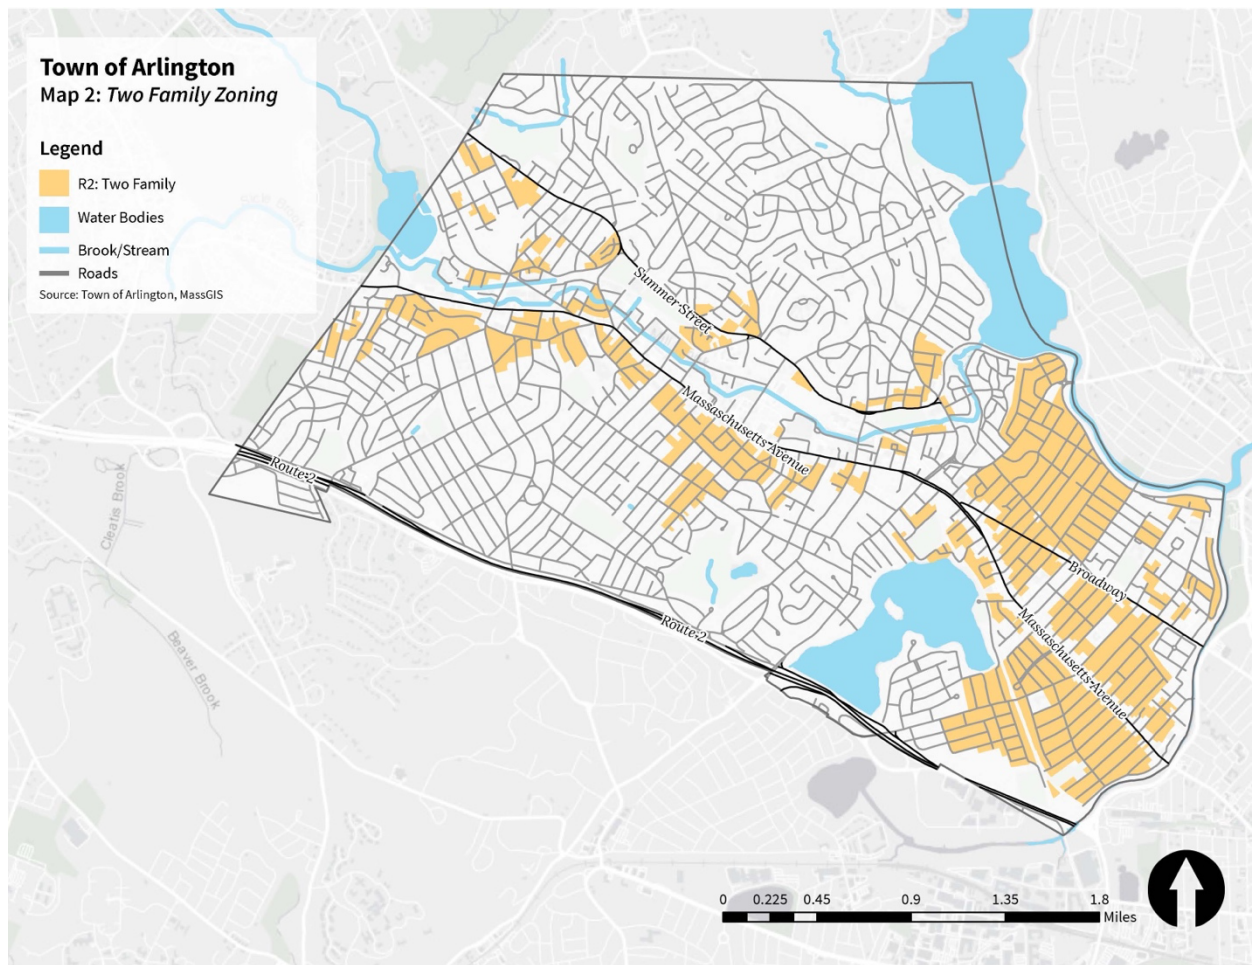 Town of Arlington
Map 2: Two Family Zoning
Legend
R2: Two Family
Water Bodies
Brook/Stream
Roads
Source: Town of Arlington, MassGIS
Summer Street
Massaschusetts Avenue
Route 2
Cleatis Brook
Beaver Brook
Route 2
Broadway
Massaschusetts Avenue
0 0.225 0.45 0.9 1.35 1.8
Miles